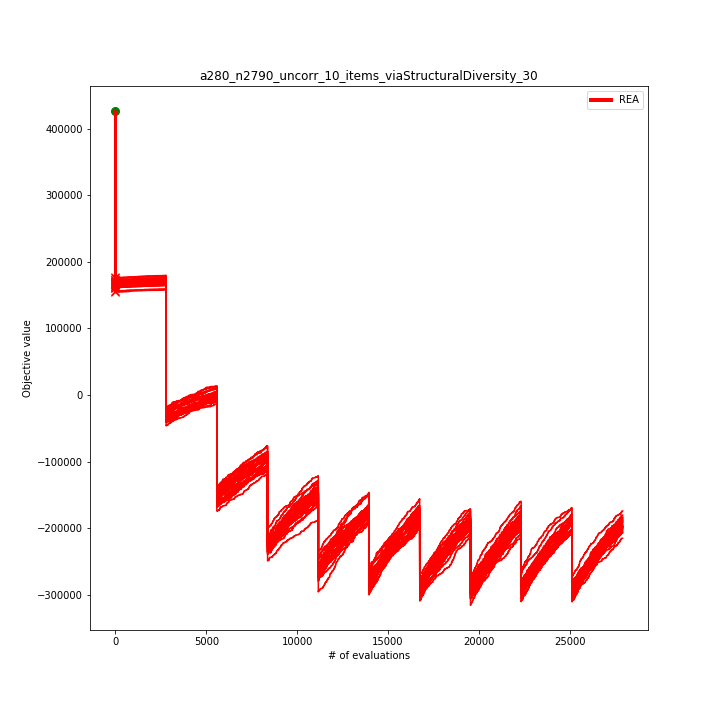 a280_n2790_uncorr_10_items_viaStructuralDiversity_30
REA
400000
300000
200000
100000
0
−100000
−200000
−300000
Objective value
0 5000 10000 15000 20000 25000
# of evaluations